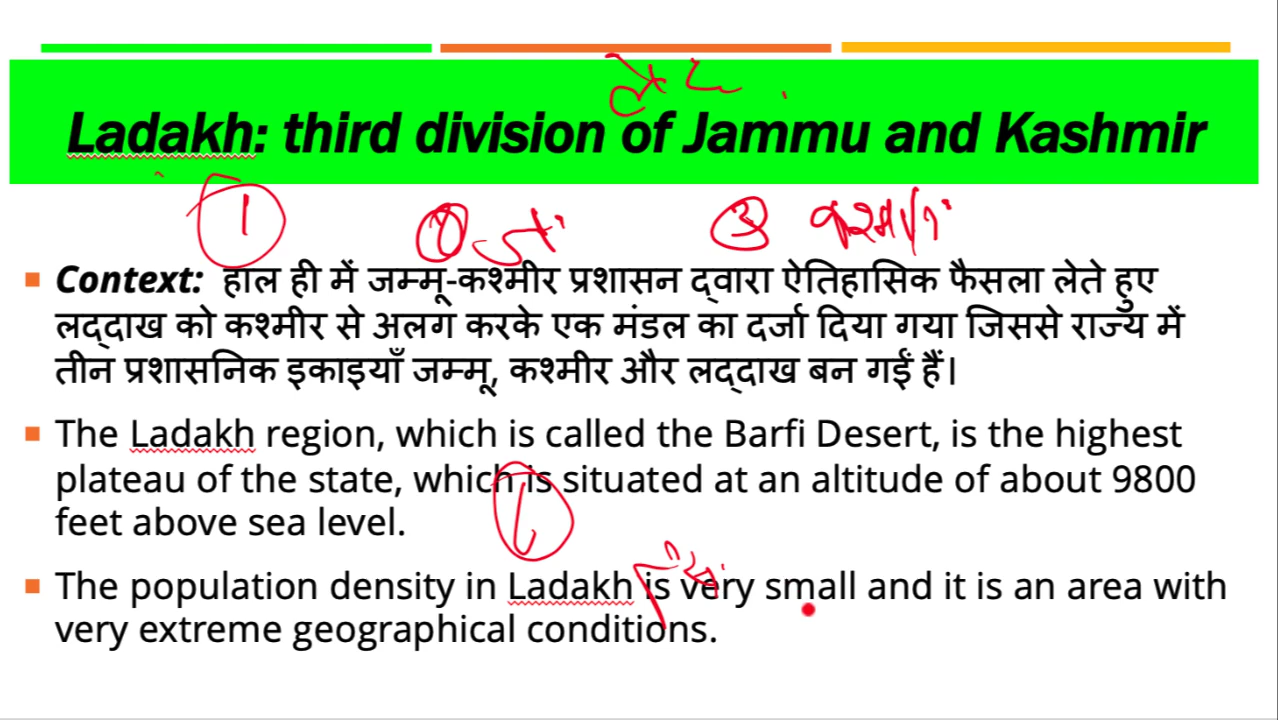 Ladakh: third division of Jammu and Kashmir
Context: हाल ही में जम्मू-कश्मीर प्रशासन द्वारा ऐतिहासिक फैसला लेते हुए
लद्दाख को कश्मीर से अलग करके एक मंडल का दर्जा दिया गया जिससे राज्य में
तीन प्रशासनिक इकाइयाँ जम्मू, कश्मीर और लद्दाख बन गईं हैं।
The Ladakh region, which is called the Barfi Desert, is the highest
plateau of the state, which is situated at an altitude of about 9800
feet above sea level.
The population density in Ladakh is very small and it is an area with
very extreme geographical conditions.